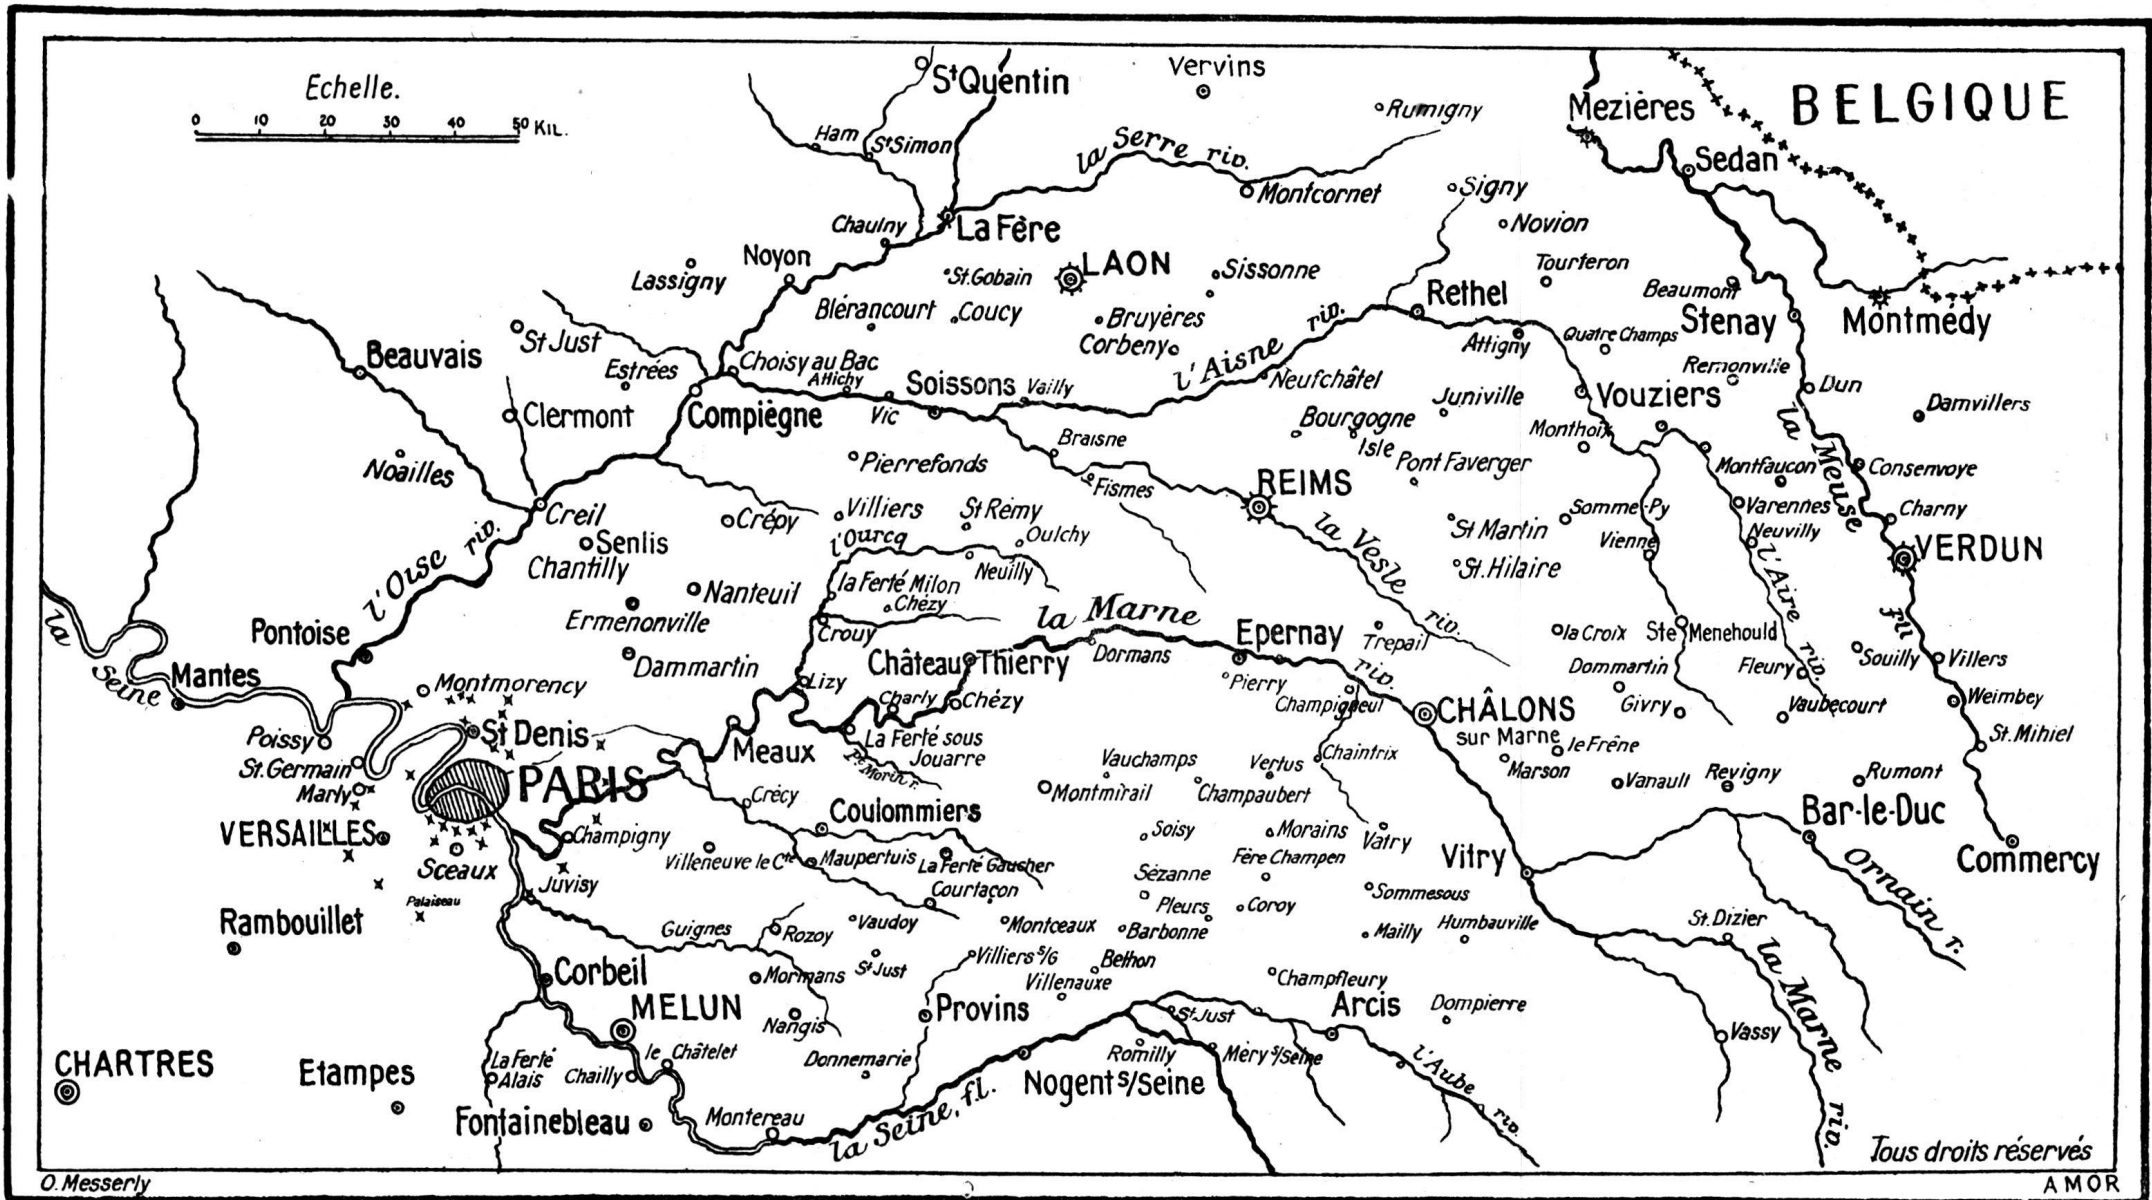 Echelle.
0 10 20 30 40 50 KIL.
BELGIQUE
StQuentin
Vervins
Rumigny
Mezières
Sedan
Ham
StSimon
la Serre riv.
Montcornet
Signy
Novion
Chaulny
La Fère
Noyon
Lassigny
St.Gobain
LAON
Sissonne
Tourteron
Beaumont
Rethel
Stenay
Montmédy
Blérancourt
Coucy
Bruyères
Corbeny
l'Aisne riv.
Attigny
Quatre Champs
Remonville
St Just
Beauvais
Estrées
Choisy au Bac
Attichy
Soissons
Vailly
Neufchâtel
Juniville
Vouziers
Dun
Damvillers
Clermont
Compiègne
Vic
Bourgogne
Isle
Pont Faverger
Monthoix
la Meuse fl.
Montfaucon
Consenvoye
Noailles
Pierrefonds
Braisne
Fismes
REIMS
Creil
Crépy
Villiers
St Rémy
Oulchy
la Vesle riv.
St Martin
Somme-Py
Vienne
Varennes
Neuvilly
Charny
VERDUN
l'Oise riv.
Senlis
Chantilly
l'Ourcq
Neuilly
St.Hilaire
l'Aire riv.
Nanteuil
la Ferté Milon
Chézy
Ermenonville
Crouy
la Marne riv.
Epernay
Trepail
la Croix
Ste Menehould
Pontoise
Dammartin
Château Thierry
Dormans
Dommartin
Fleury
Souilly
Villers
la Seine
Mantes
Montmorency
Lizy
Charly
Chézy
Pierry
Champigneul
CHÂLONS
sur Marne
Givry
Vaubecourt
Weimbey
Poissy
St Denis
Meaux
La Ferté sous
Jouarre
Pt Morin r.
le Frêne
St.Mihiel
St.Germain
Marly
PARIS
Crécy
Vauchamps
Vertus
Chaintrix
Marson
Vanault
Revigny
Rumont
Montmirail
Champaubert
VERSAILLES
Champigny
Coulommiers
Soisy
Morains
Vatry
Bar-le-Duc
Sceaux
Villeneuve le Cte
Maupertuis
La Ferté Gaucher
Fère Champen
Vitry
Commercy
Juvisy
Palaiseau
Courtaçon
Sézanne
Sommesous
Ornain r.
Rambouillet
Guignes
Rozoy
Vaudoy
Montceaux
Pleurs
Coroy
Barbonne
Mailly
Humbauville
St.Dizier
Corbeil
Mormans
St Just
Villiers s/G
Bethon
Villenauxe
Champfleury
la Marne riv.
MELUN
Nangis
Provins
St.Just
Arcis
Dompierre
Vassy
CHARTRES
Etampes
La Ferté
Alais
Chailly
le Châtelet
Donnemarie
Romilly
Méry s/Seine
l'Aube riv.
Nogent s/Seine
Fontainebleau
Montereau
la Seine, fl.
Tous droits réservés
O. Messerly
AMOR